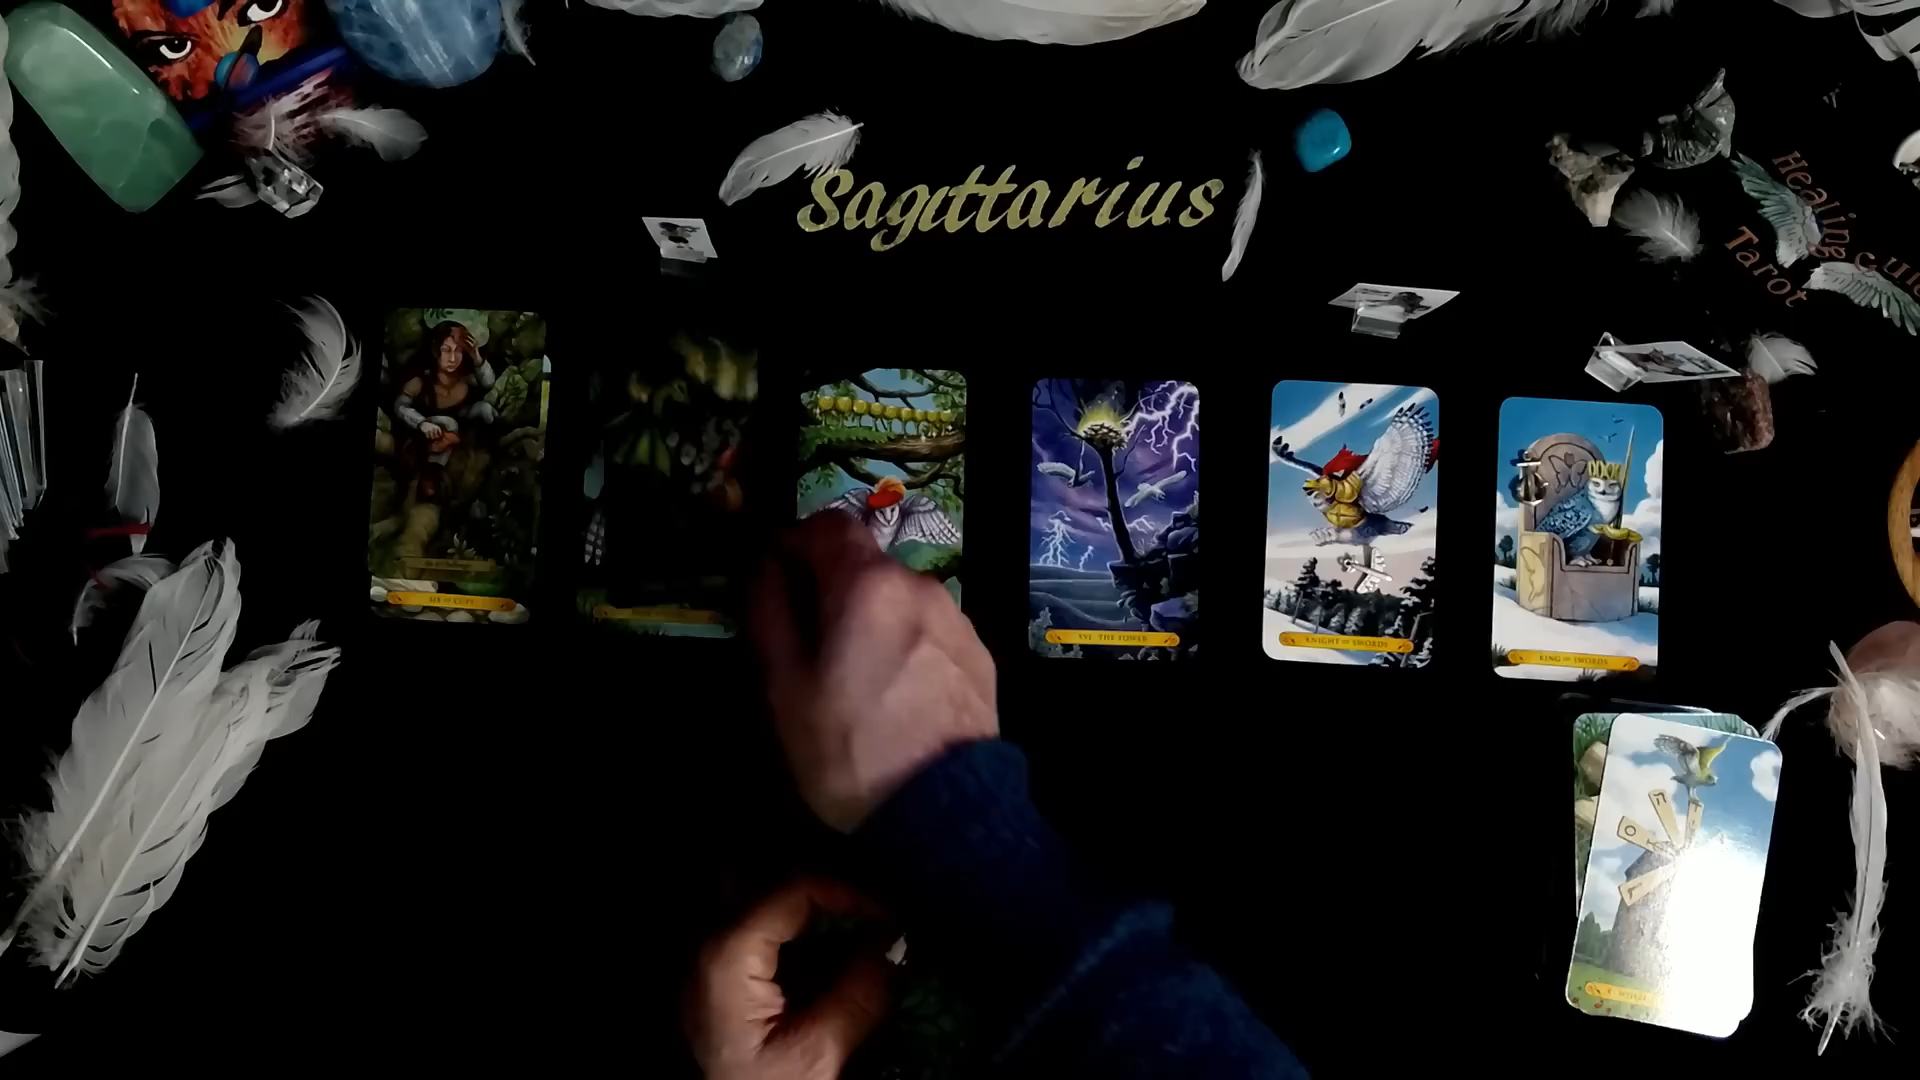 Sagittarius
Healing
Tarot
SIX OF CUPS
XVI THE TOWER
KNIGHT OF SWORDS
KING OF SWORDS